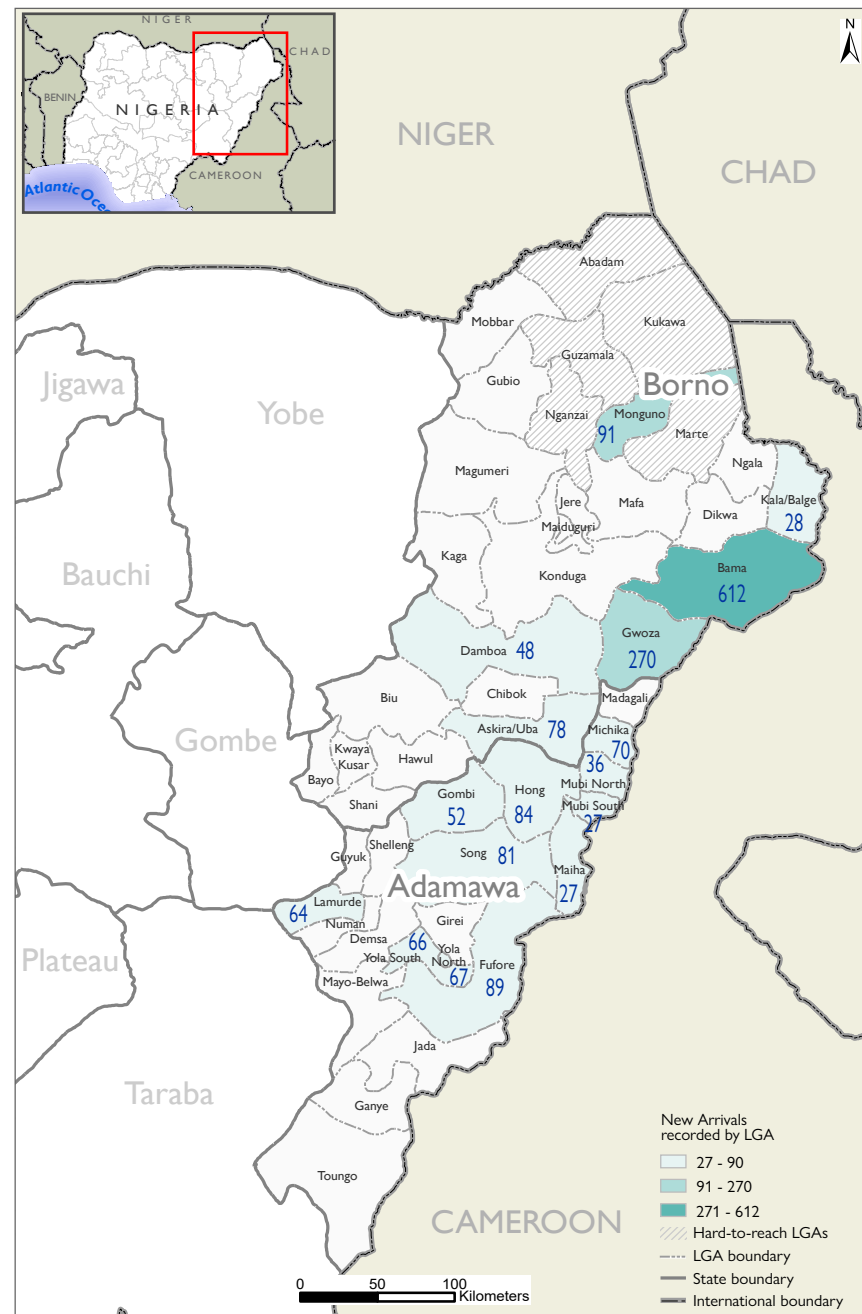 NIGER
CHAD
BENIN
NIGERIA
CAMEROON
Atlantic Oce
N
NIGER
CHAD
Abadam
Mobbar
Kukawa
Guzamala
Jigawa
Gubio
Borno
Yobe
Nganzai
Monguno
91
Marte
Ngala
Magumeri
Jere
Mafa
Kala/Balge
28
Dikwa
Maiduguri
Kaga
Bauchi
Konduga
Bama
612
Gwoza
270
Damboa 48
Chibok
Madagali
Biu
Askira/Uba 78
Michika
70
Gombe
Kwaya
Kusar
Hawul
36
Bayo
Mubi North
Shani
Gombi
52
Hong
84
Mubi South
27
Shelleng
Guyuk
Song 81
Maiha
27
Adamawa
Lamurde
64
Girei
Numan
Demsa
66
Yola
North
Yola South
Plateau
Fufore
89
67
Mayo-Belwa
Jada
Taraba
Ganye
Toungo
CAMEROON
New Arrivals
recorded by LGA
27 - 90
91 - 270
271 - 612
Hard-to-reach LGAs
LGA boundary
State boundary
International boundary
0 50 100
Kilometers